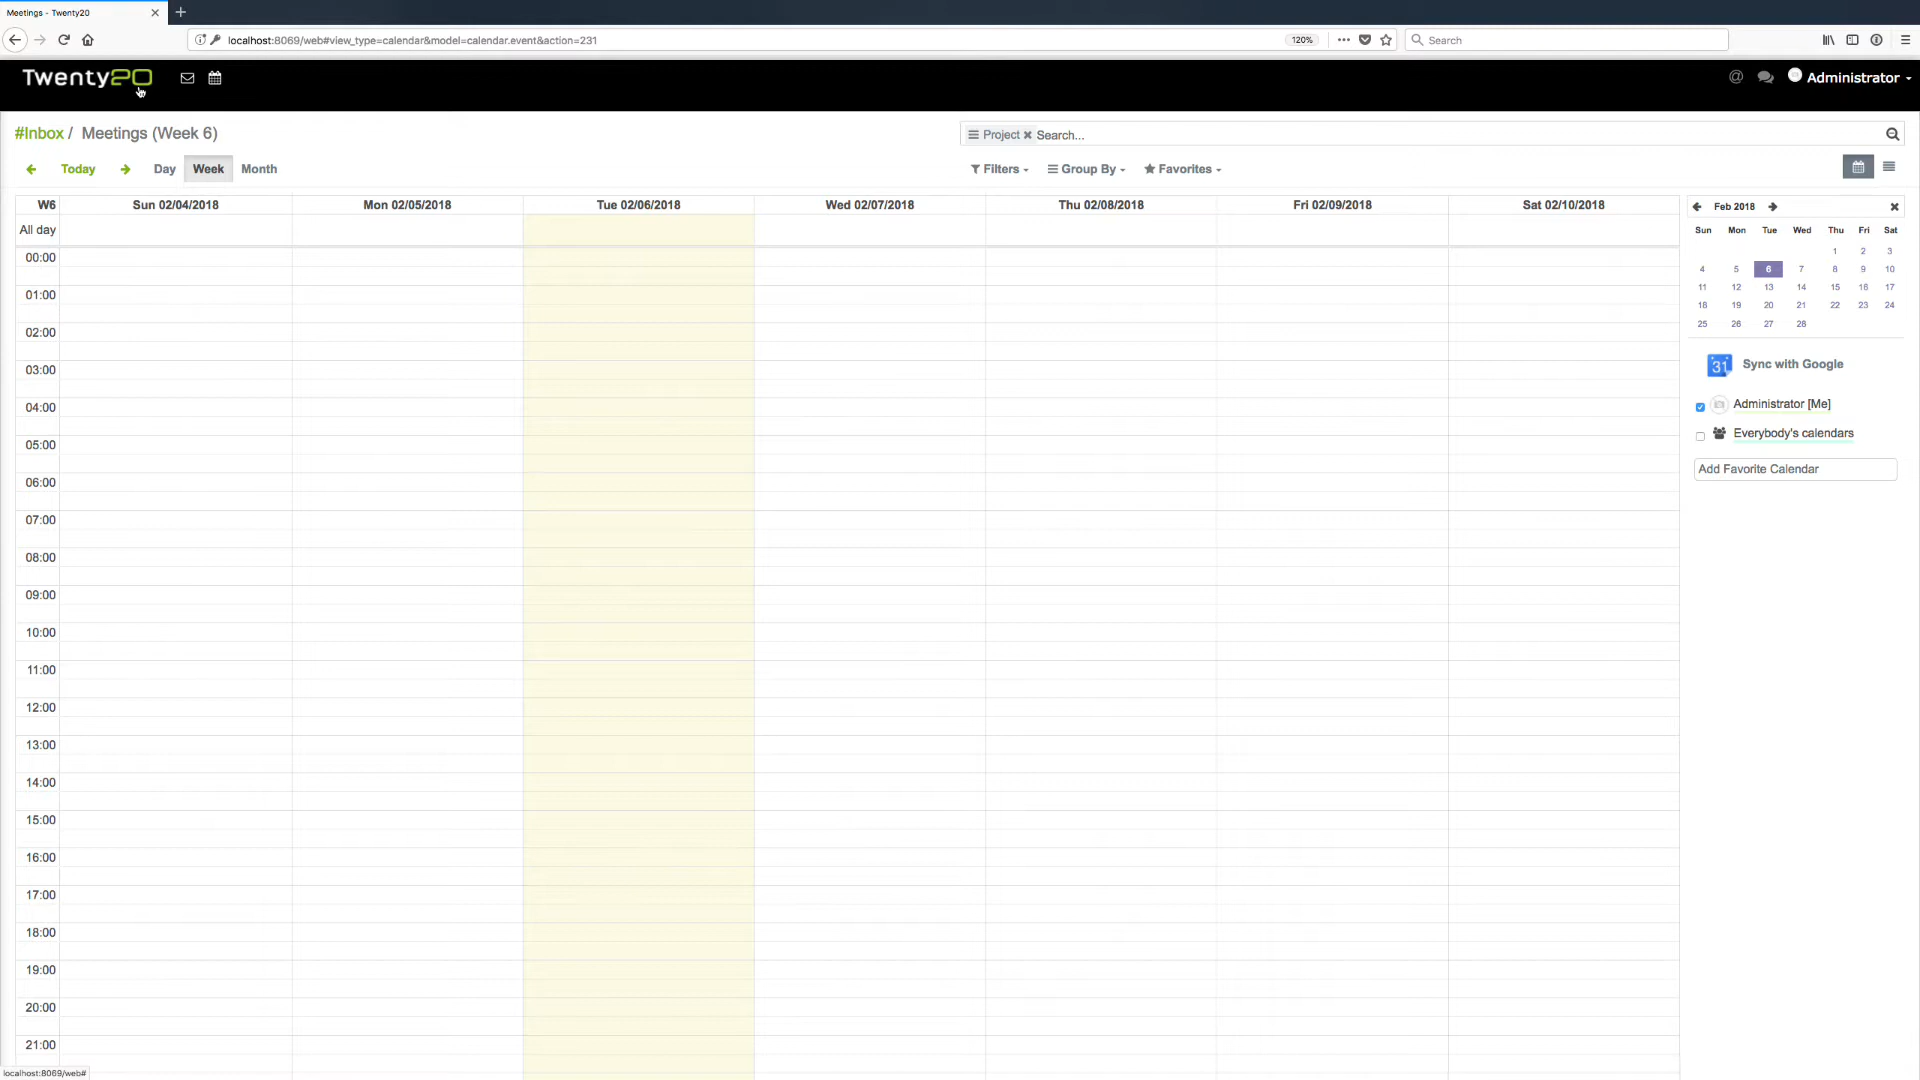 Meetings - Twenty20
localhost:8069/web#view_type=calendar&model=calendar.event&action=231
120%
Search
Twenty20
Administrator
#Inbox / Meetings (Week 6)
Project Search...
Today Day Week Month
Filters Group By Favorites
W6 Sun 02/04/2018 Mon 02/05/2018 Tue 02/06/2018 Wed 02/07/2018 Thu 02/08/2018 Fri 02/09/2018 Sat 02/10/2018
All day
00:00
01:00
02:00
03:00
04:00
05:00
06:00
07:00
08:00
09:00
10:00
11:00
12:00
13:00
14:00
15:00
16:00
17:00
18:00
19:00
20:00
21:00
Feb 2018
Sun Mon Tue Wed Thu Fri Sat
1 2 3
4 5 6 7 8 9 10
11 12 13 14 15 16 17
18 19 20 21 22 23 24
25 26 27 28
31 Sync with Google
Administrator [Me]
Everybody's calendars
Add Favorite Calendar
localhost:8069/web#